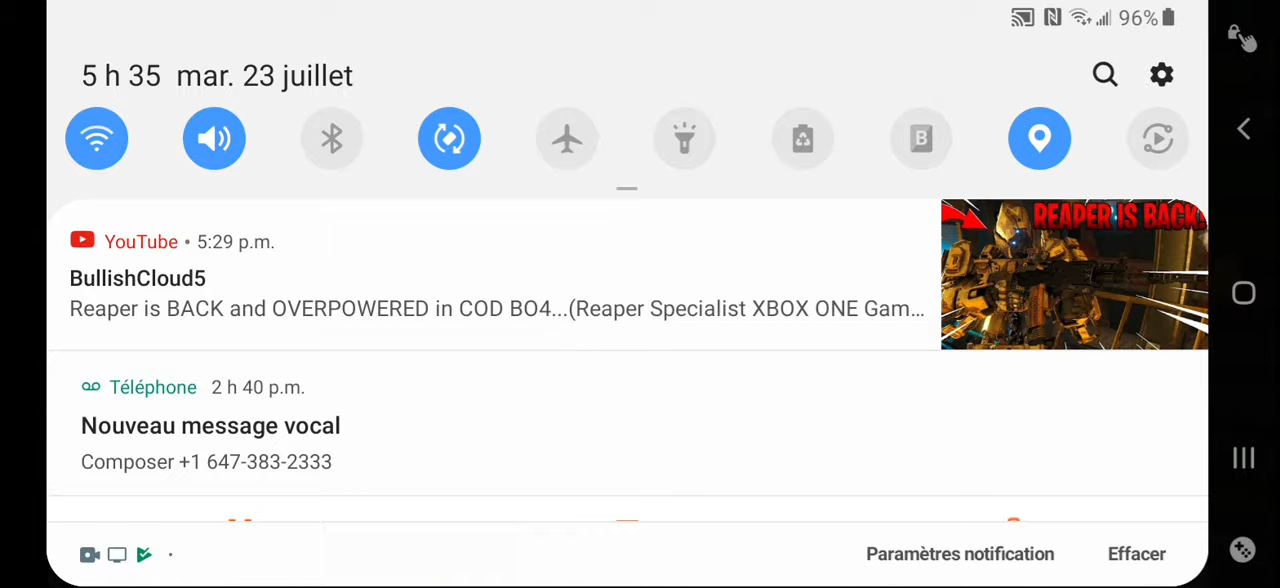 96%
5 h 35 mar. 23 juillet
B
YouTube • 5:29 p.m.
REAPER IS BACK!
BullishCloud5
Reaper is BACK and OVERPOWERED in COD BO4...(Reaper Specialist XBOX ONE Gam...
Téléphone 2 h 40 p.m.
Nouveau message vocal
Composer +1 647-383-2333
Paramètres notification Effacer